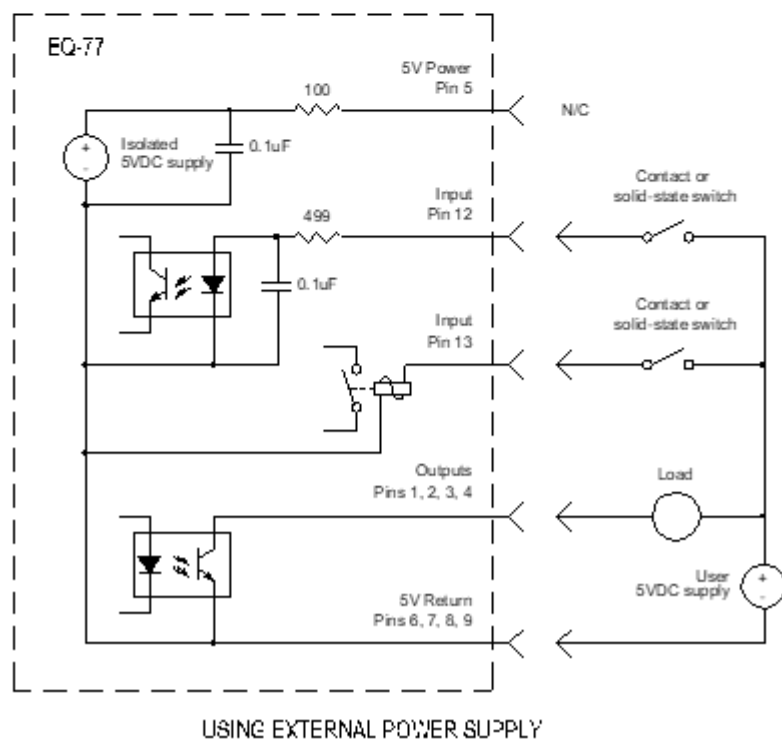 EQ-77
5V Power
Pin 5
100
N/C
+
-
Isolated
5VDC supply
0.1uF
Contact or
solid-state switch
Input
Pin 12
499
0.1uF
Contact or
solid-state switch
Input
Pin 13
Outputs
Pins 1, 2, 3, 4
Load
User
5VDC supply
+
-
5V Return
Pins 6, 7, 8, 9
USING EXTERNAL POWER SUPPLY